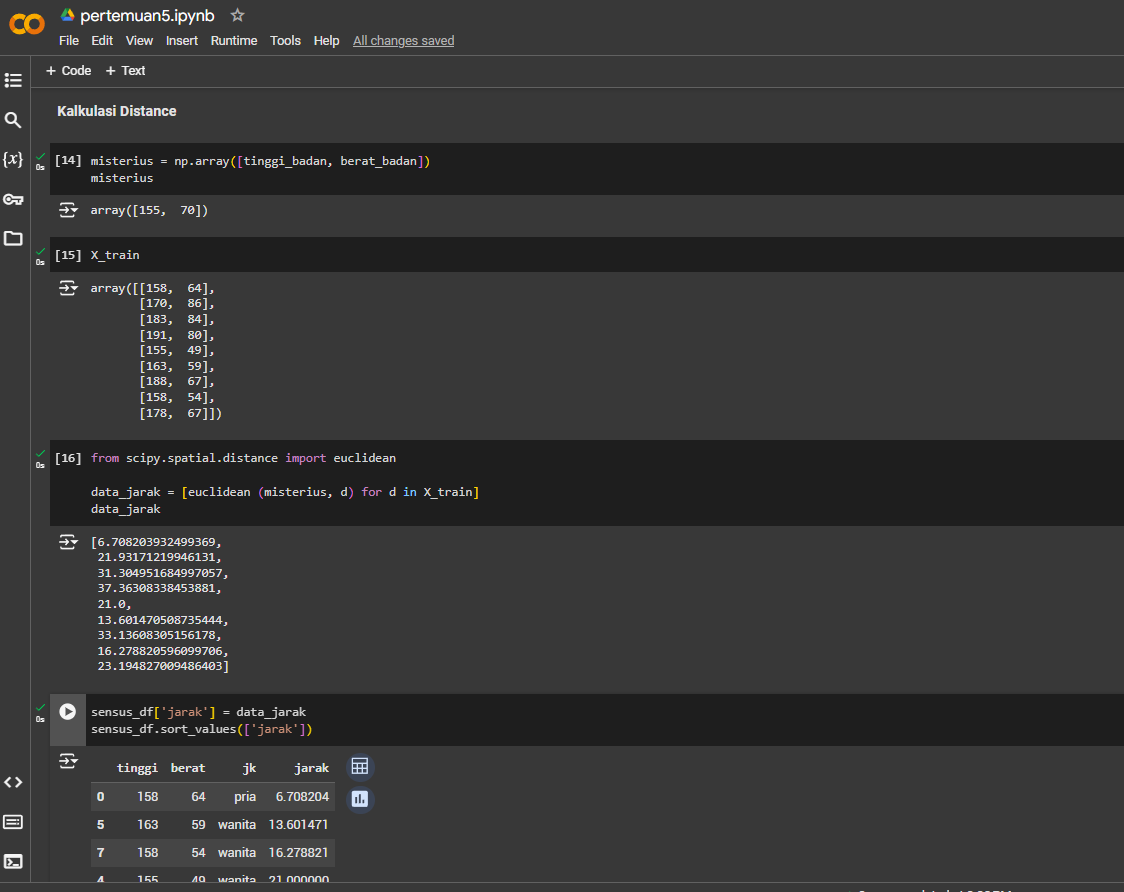 pertemuan5.ipynb
File Edit View Insert Runtime Tools Help All changes saved
+ Code + Text
Kalkulasi Distance
0s
[14] misterius = np.array([tinggi_badan, berat_badan])
misterius
array([155, 70])
0s
[15] X_train
array([[158, 64],
[170, 86],
[183, 84],
[191, 80],
[155, 49],
[163, 59],
[188, 67],
[158, 54],
[178, 67]])
0s
[16] from scipy.spatial.distance import euclidean
data_jarak = [euclidean (misterius, d) for d in X_train]
data_jarak
[6.708203932499369,
21.93171219946131,
31.304951684997057,
37.36308338453881,
21.0,
13.601470508735444,
33.13608305156178,
16.278820596099706,
23.194827009486403]
0s
sensus_df['jarak'] = data_jarak
sensus_df.sort_values(['jarak'])
tinggi berat jk jarak
0 158 64 pria 6.708204
5 163 59 wanita 13.601471
7 158 54 wanita 16.278821
4 155 49 wanita 21.000000